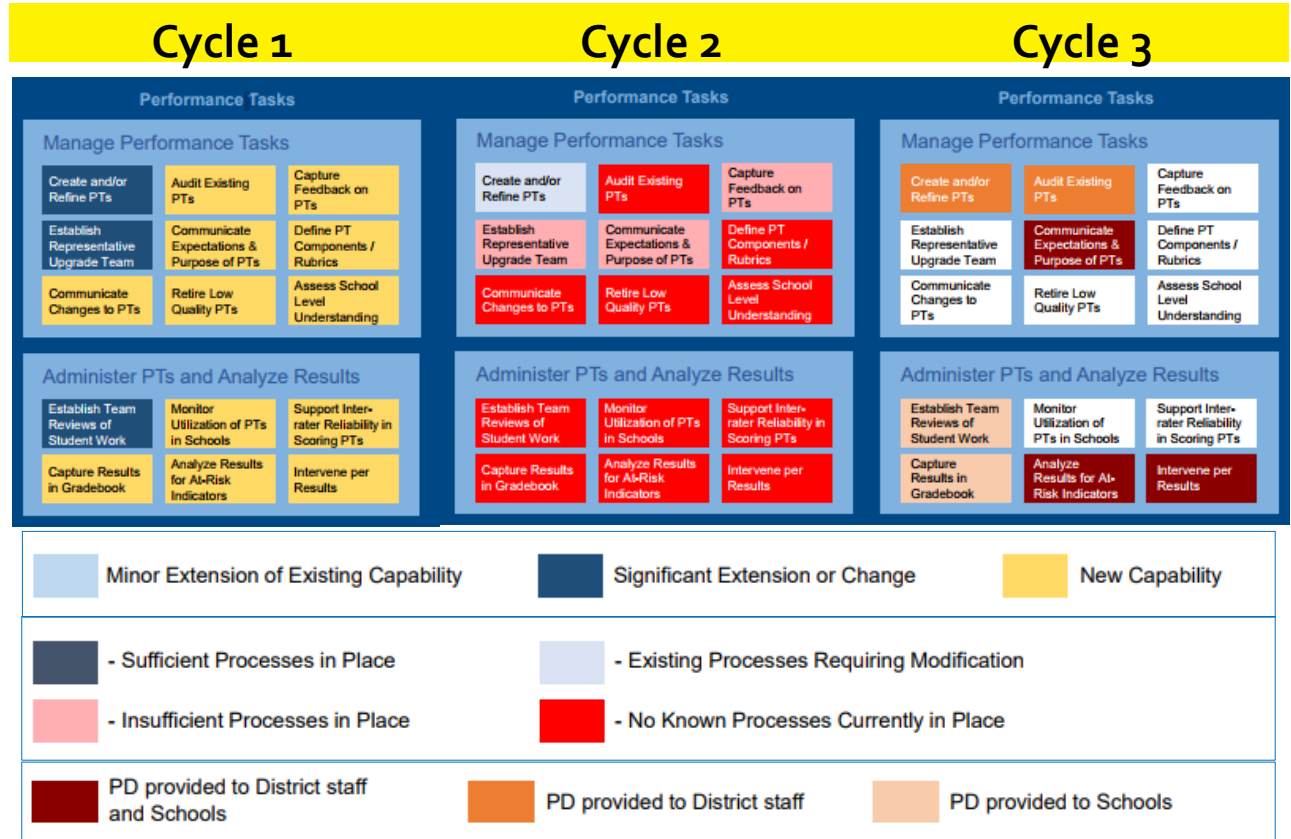 Cycle 1
Cycle 2
Cycle 3
Performance Tasks
Manage Performance Tasks
Create and/or
Refine PTs
Audit Existing
PTs
Capture
Feedback on
PTs
Establish
Representative
Upgrade Team
Communicate
Expectations &
Purpose of PTs
Define PT
Components /
Rubrics
Communicate
Changes to PTs
Retire Low
Quality PTs
Assess School
Level
Understanding
Administer PTs and Analyze Results
Establish Team
Reviews of
Student Work
Monitor
Utilization of PTs
in Schools
Support Inter-
rater Reliability in
Scoring PTs
Capture Results
in Gradebook
Analyze Results
for At-Risk
Indicators
Intervene per
Results
Performance Tasks
Manage Performance Tasks
Create and/or
Refine PTs
Audit Existing
PTs
Capture
Feedback on
PTs
Establish
Representative
Upgrade Team
Communicate
Expectations &
Purpose of PTs
Define PT
Components /
Rubrics
Communicate
Changes to PTs
Retire Low
Quality PTs
Assess School
Level
Understanding
Administer PTs and Analyze Results
Establish Team
Reviews of
Student Work
Monitor
Utilization of PTs
in Schools
Support Inter-
rater Reliability in
Scoring PTs
Capture Results
in Gradebook
Analyze Results
for At-Risk
Indicators
Intervene per
Results
Performance Tasks
Manage Performance Tasks
Create and/or
Refine PTs
Audit Existing
PTs
Capture
Feedback on
PTs
Establish
Representative
Upgrade Team
Communicate
Expectations &
Purpose of PTs
Define PT
Components /
Rubrics
Communicate
Changes to
PTs
Retire Low
Quality PTs
Assess School
Level
Understanding
Administer PTs and Analyze Results
Establish Team
Reviews of
Student Work
Monitor
Utilization of
PTs in Schools
Support Inter-
rater Reliability
in Scoring PTs
Capture
Results in
Gradebook
Analyze
Results for At-
Risk Indicators
Intervene per
Results
Minor Extension of Existing Capability
Significant Extension or Change
New Capability
- Sufficient Processes in Place
- Existing Processes Requiring Modification
- Insufficient Processes in Place
- No Known Processes Currently in Place
PD provided to District staff
and Schools
PD provided to District staff
PD provided to Schools